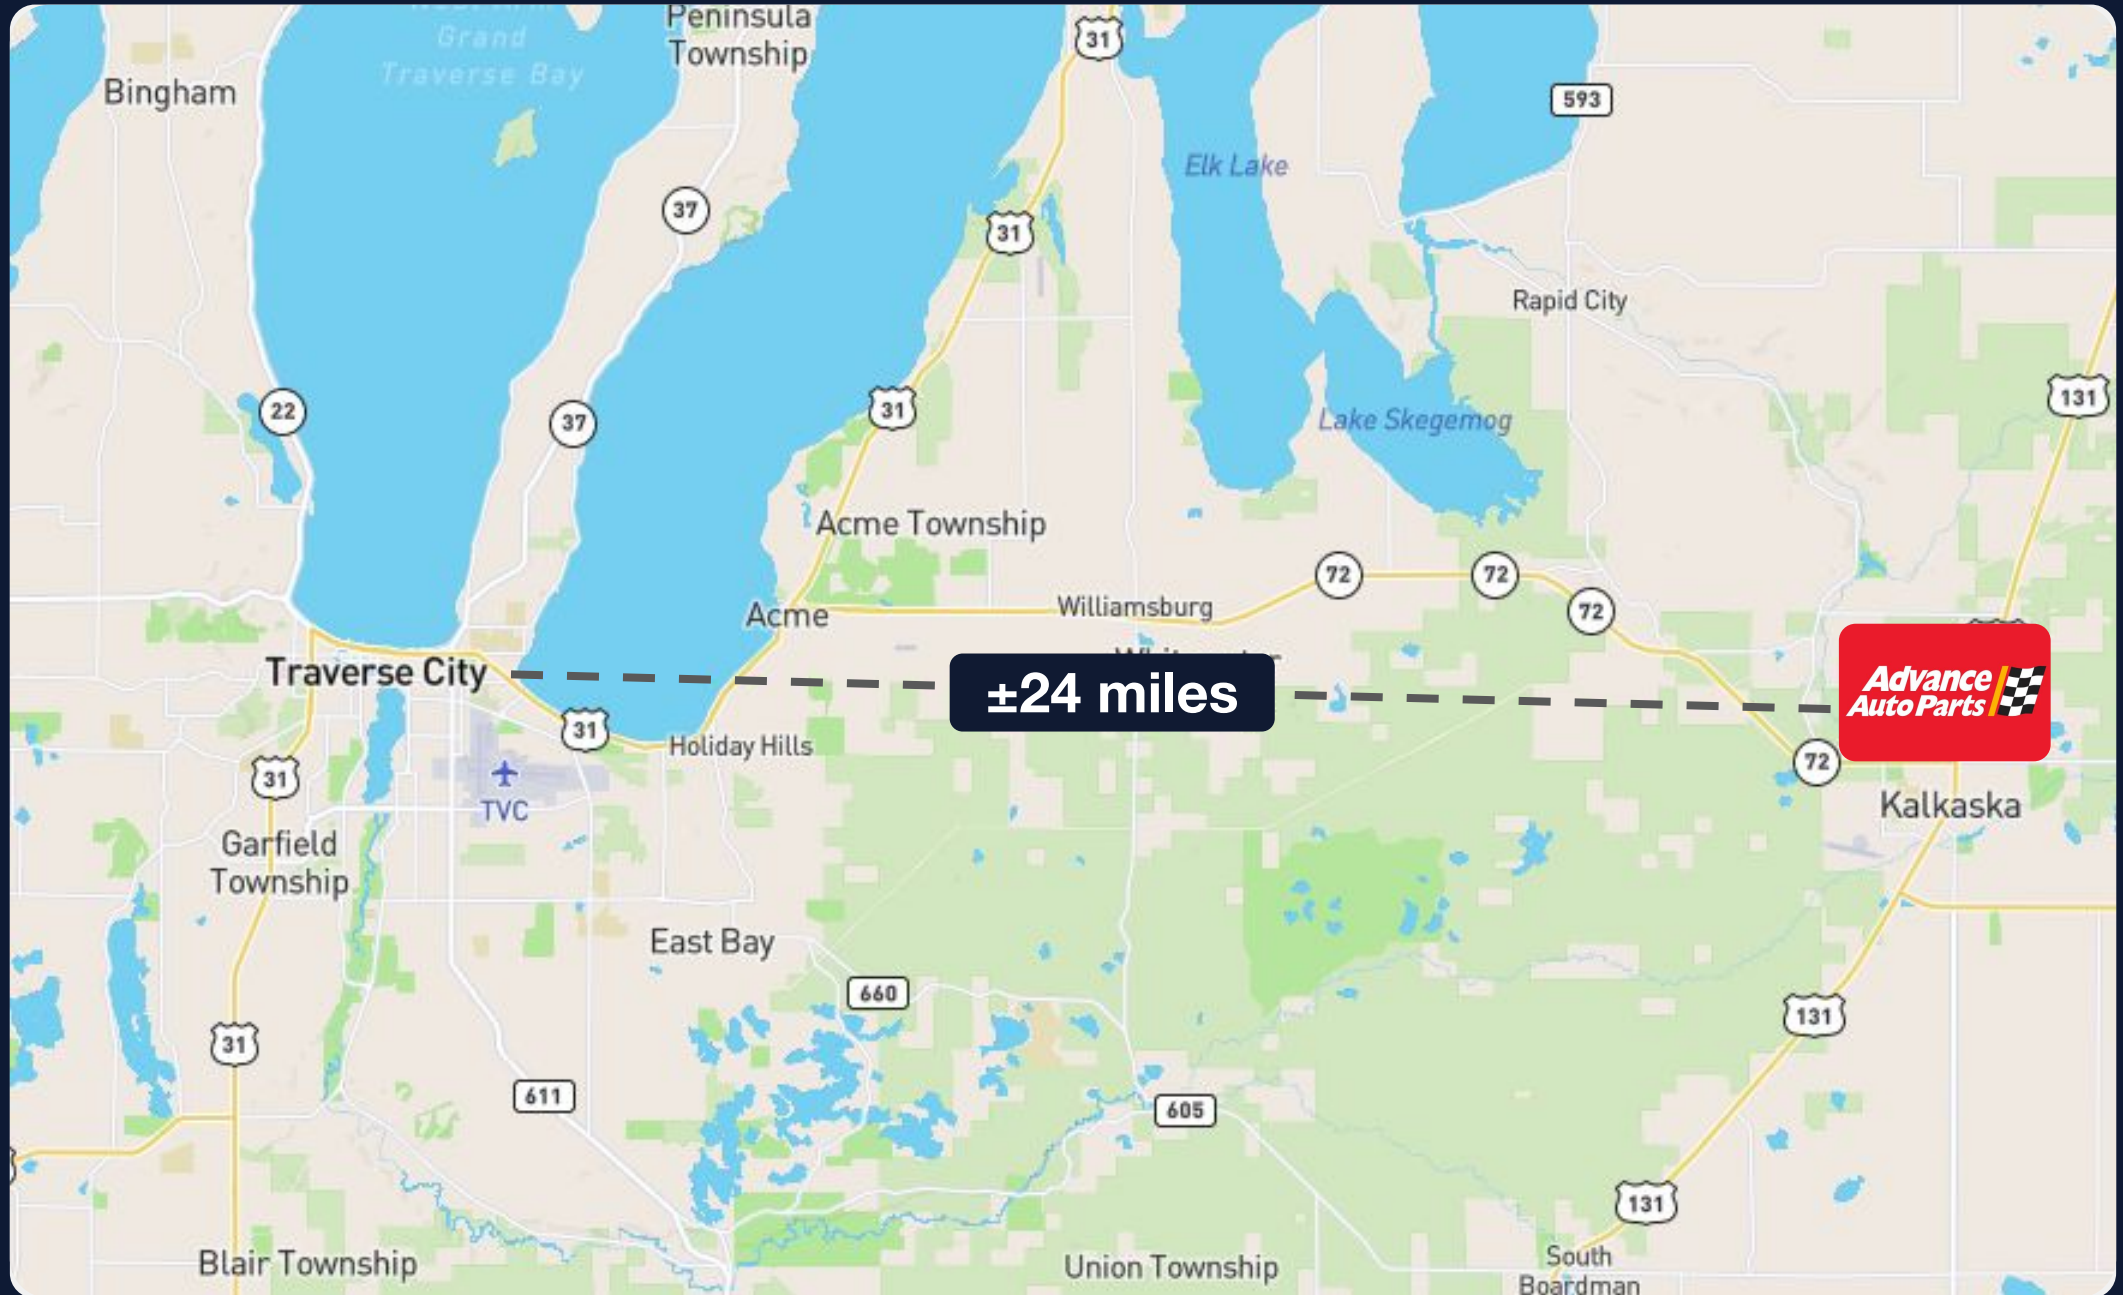 Grand
Traverse Bay
Peninsula
Township
31
Bingham
593
Elk Lake
37
31
Rapid City
131
22
37
31
Lake Skegemog
Acme Township
72
72
72
Acme
Williamsburg
Traverse City
±24 miles
Advance
Auto Parts
31
Holiday Hills
72
31
TVC
Kalkaska
Garfield
Township
East Bay
660
131
31
611
605
131
Blair Township
Union Township
South
Boardman